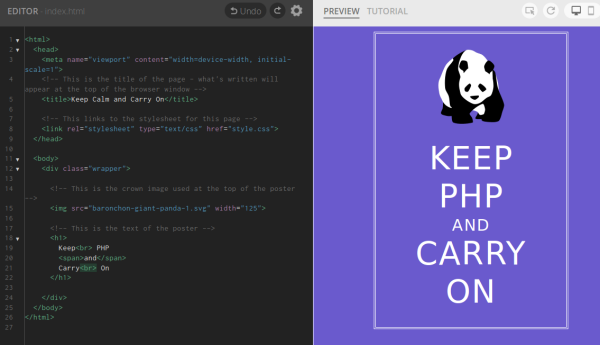 EDITOR - index.html
Undo
1 <html>
2 <head>
3 <meta name="viewport" content="width=device-width, initial-
scale=1">
4 <!-- This is the title of the page - what's written will
appear at the top of the browser window -->
5 <title>Keep Calm and Carry On</title>
6
7 <!-- This links to the stylesheet for this page -->
8 <link rel="stylesheet" type="text/css" href="style.css">
9 </head>
10
11 <body>
12 <div class="wrapper">
13
14 <!-- This is the crown image used at the top of the poster
-->
15 <img src="baronchon-giant-panda-1.svg" width="125">
16
17 <!-- This is the text of the poster -->
18 <h1>
19 Keep<br> PHP
20 <span>and</span>
21 Carry<br> On
22 </h1>
23
24 </div>
25 </body>
26 </html>
27
PREVIEW TUTORIAL
KEEP
PHP
AND
CARRY
ON